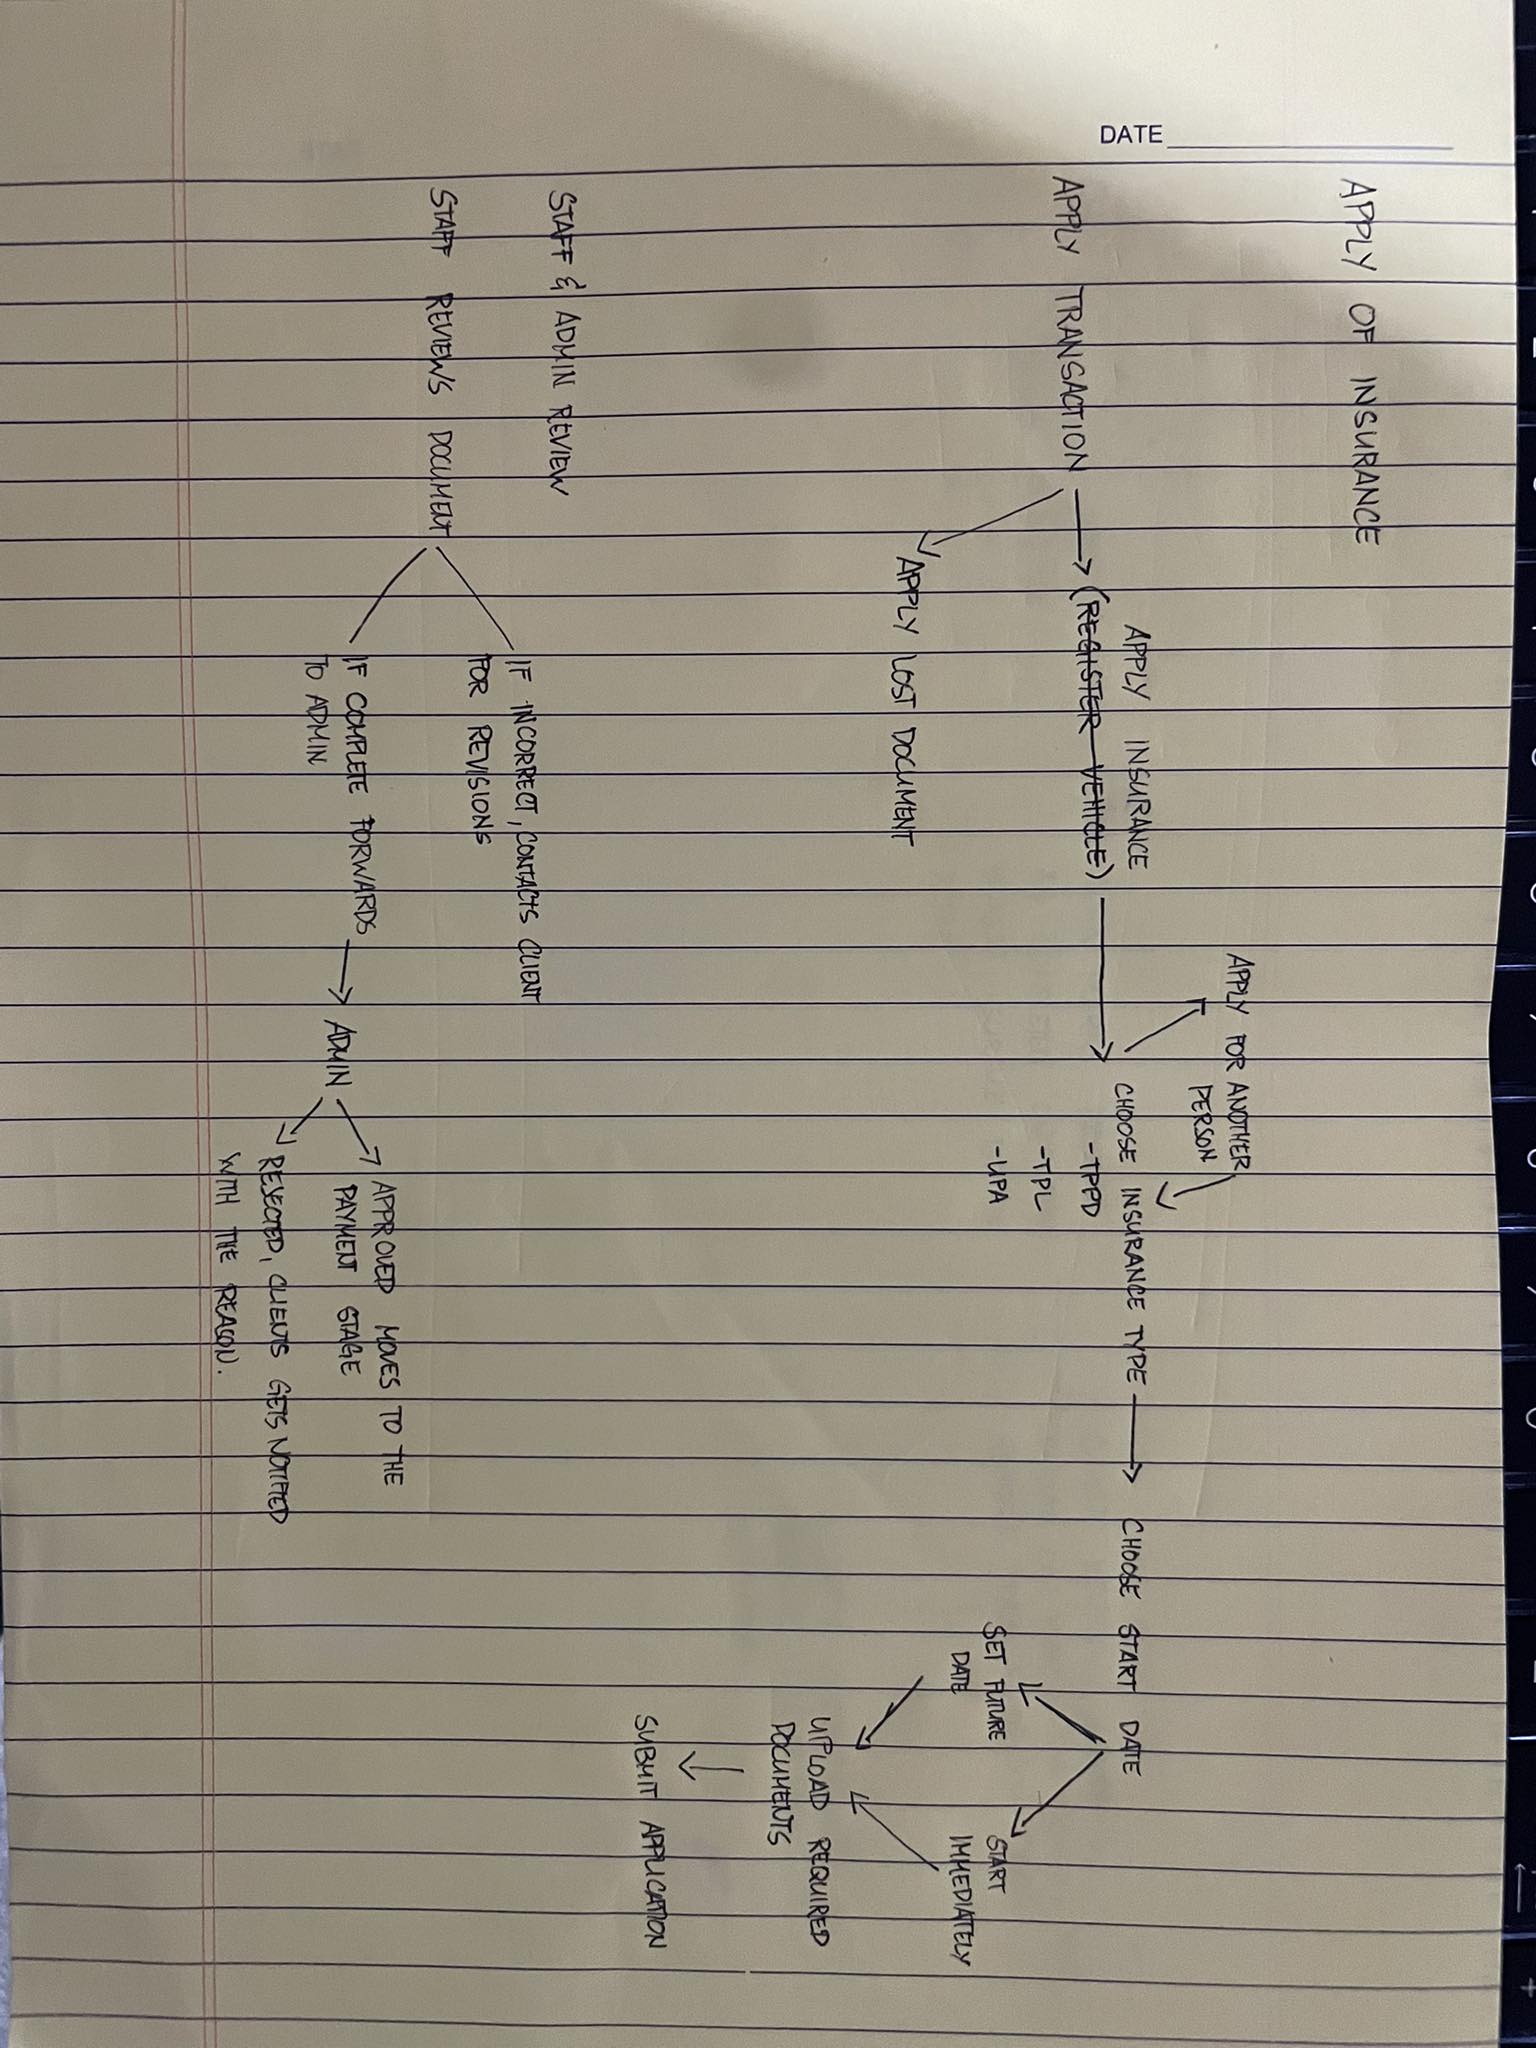 DATE
APPLY OF INSURANCE
APPLY FOR ANOTHER
PERSON
APPLY TRANSACTION
APPLY INSURANCE
(REGISTER VEHICLE)
CHOOSE INSURANCE TYPE
-TPPD
-TPL
-UPA
CHOOSE START DATE
SET FUTURE
DATE
START
IMMEDIATELY
APPLY LOST DOCUMENT
UPLOAD REQUIRED
DOCUMENTS
SUBMIT APPLICATION
STAFF & ADMIN REVIEW
STAFF REVIEWS DOCUMENT
IF INCORRECT, CONTACTS CLIENT
FOR REVISIONS
IF COMPLETE FORWARDS
TO ADMIN
ADMIN
APPROVED MOVES TO THE
PAYMENT STAGE
REJECTED, CLIENTS GETS NOTIFIED
WITH THE REASON.